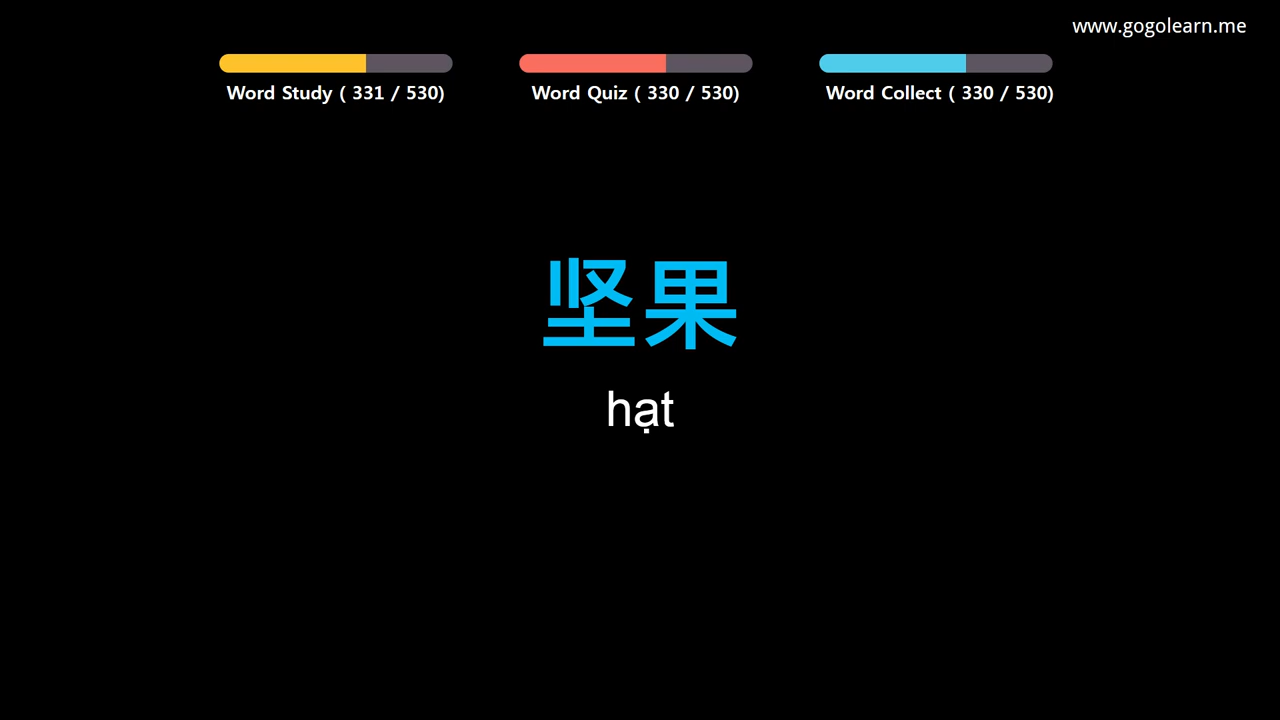 www.gogolearn.me
Word Study ( 331 / 530)
Word Quiz ( 330 / 530)
Word Collect ( 330 / 530)
坚果
hạt